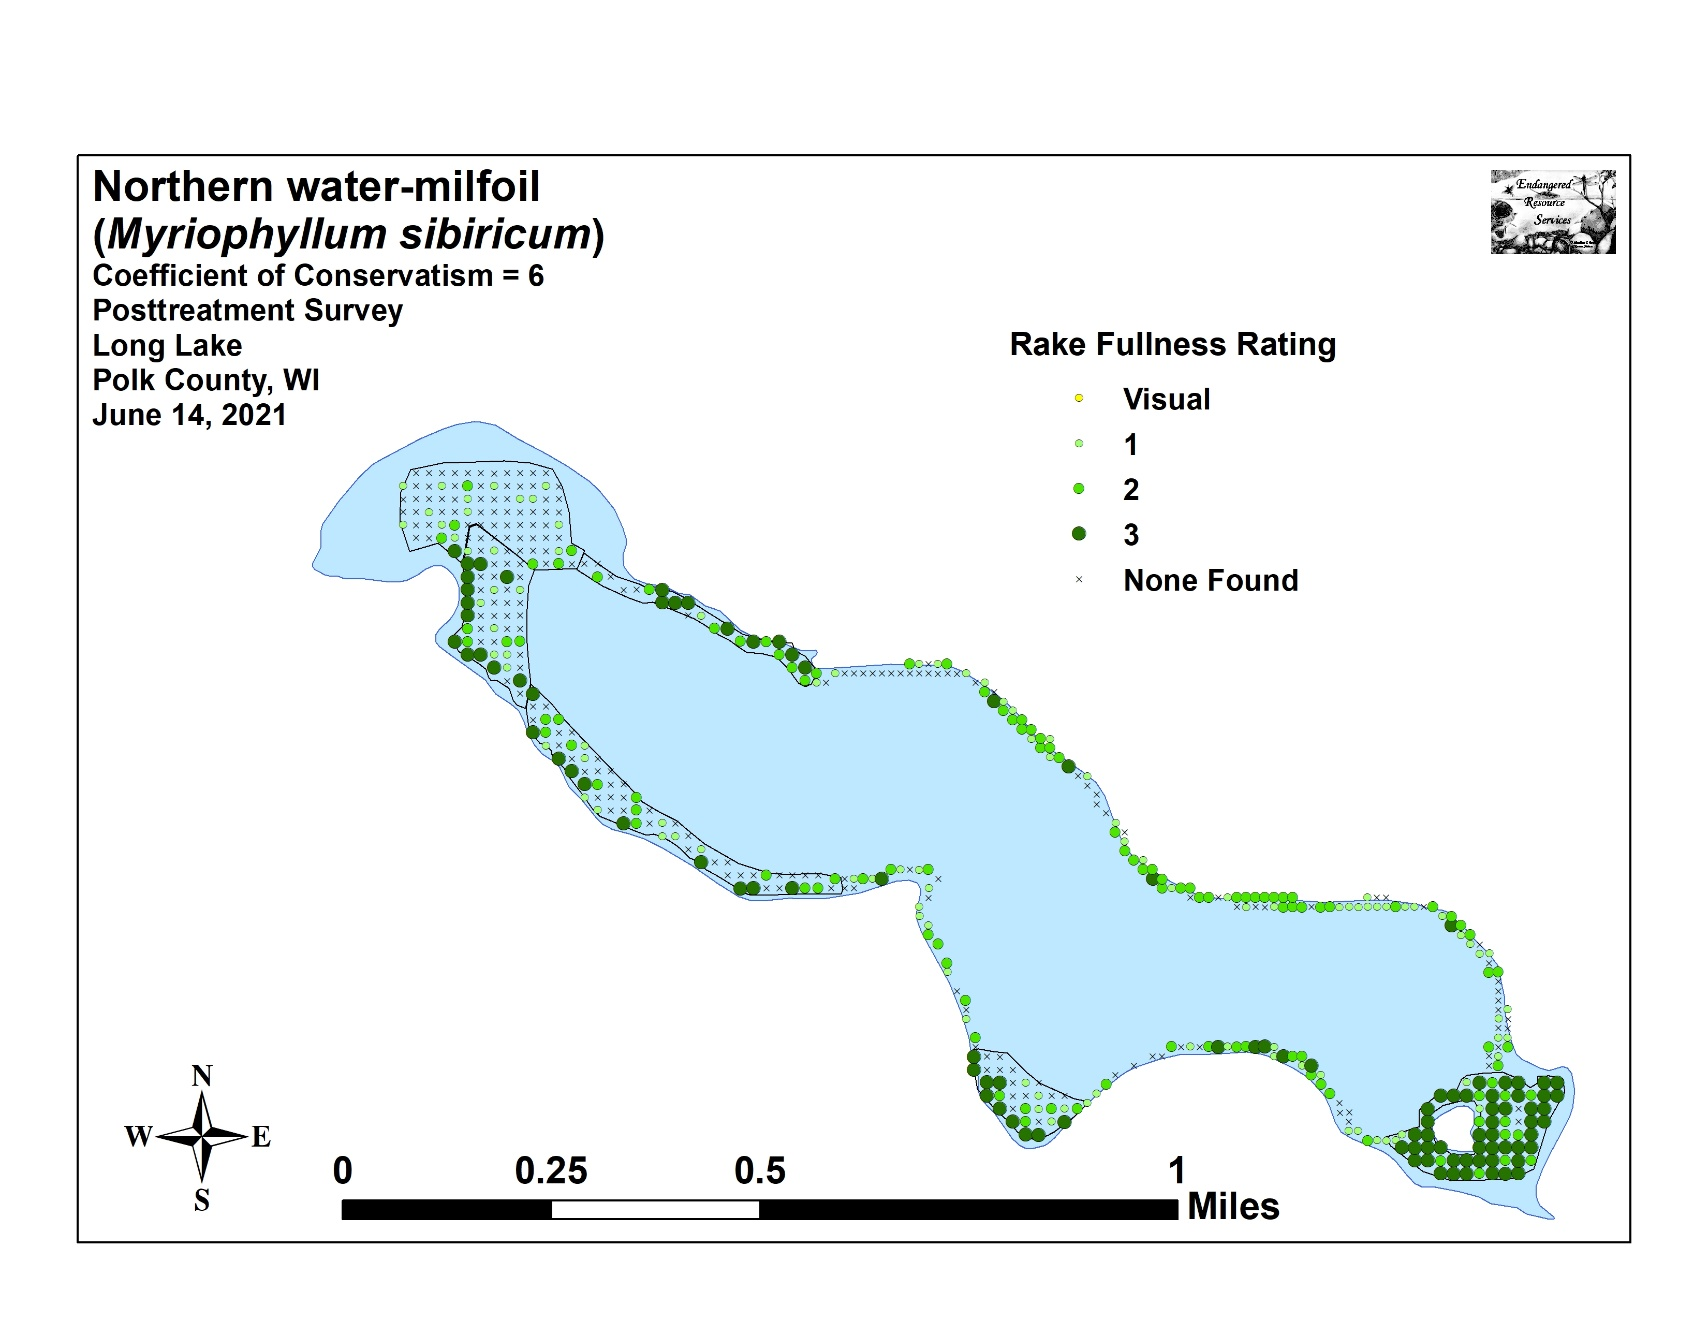 Northern water-milfoil
(Myriophyllum sibiricum)
Coefficient of Conservatism = 6
Posttreatment Survey
Long Lake
Polk County, WI
June 14, 2021
Endangered
Resource
Services
Rake Fullness Rating
Visual
1
2
3
None Found
N
W E
S
0 0.25 0.5 1
Miles